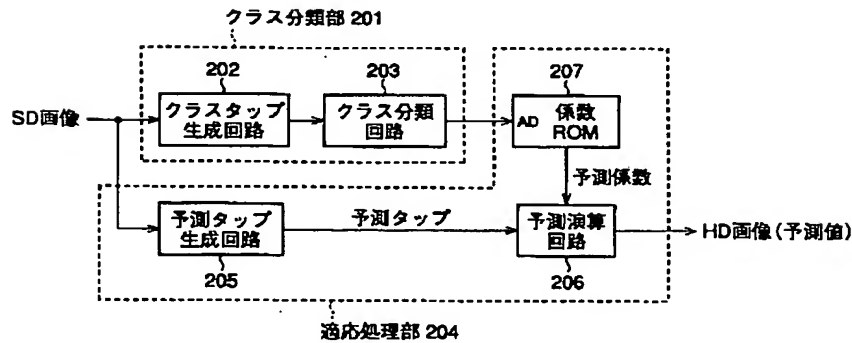 クラス分類部 201
202
203
207
SD画像
クラスタップ
生成回路
クラス分類
回路
AD
係数
ROM
予測係数
予測タップ
生成回路
予測タップ
予測演算
回路
HD画像(予測値)
205
206
適応処理部 204